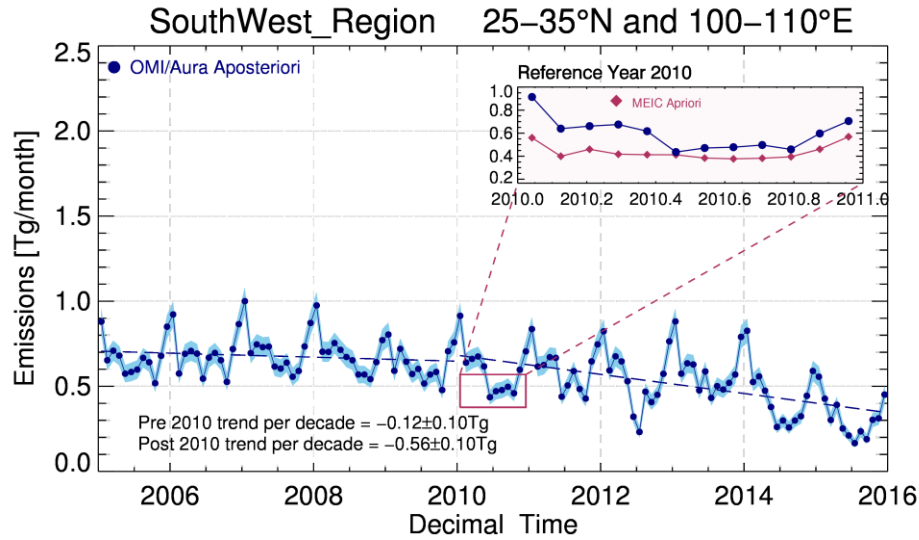 SouthWest_Region 25−35°N and 100−110°E
2.5
2.0
1.5
1.0
0.5
0.0
Emissions [Tg/month]
OMI/Aura Aposteriori
Reference Year 2010
MEIC Apriori
1.0
0.8
0.6
0.4
0.2
2010.0 2010.2 2010.4 2010.6 2010.8 2011.0
Pre 2010 trend per decade = −0.12±0.10Tg
Post 2010 trend per decade = −0.56±0.10Tg
2006 2008 2010 2012 2014 2016
Decimal Time